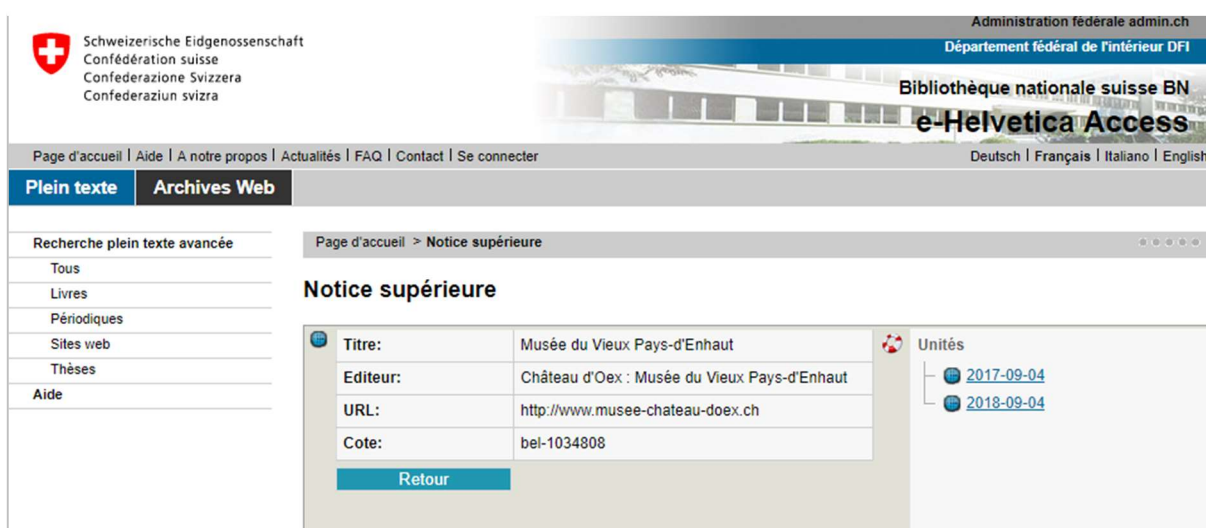 Schweizerische Eidgenossenschaft
Confédération suisse
Confederazione Svizzera
Confederaziun svizra
Administration fédérale admin.ch
Département fédéral de l'intérieur DFI
Bibliothèque nationale suisse BN
e-Helvetica Access
Page d'accueil | Aide | A notre propos | Actualités | FAQ | Contact | Se connecter
Deutsch | Français | Italiano | English
Plein texte Archives Web
Recherche plein texte avancée
Tous
Livres
Périodiques
Sites web
Thèses
Aide
Page d'accueil > Notice supérieure
Notice supérieure
Titre: Musée du Vieux Pays-d'Enhaut
Editeur: Château d'Oex : Musée du Vieux Pays-d'Enhaut
URL: http://www.musee-chateau-doex.ch
Cote: bel-1034808
Retour
Unités
2017-09-04
2018-09-04